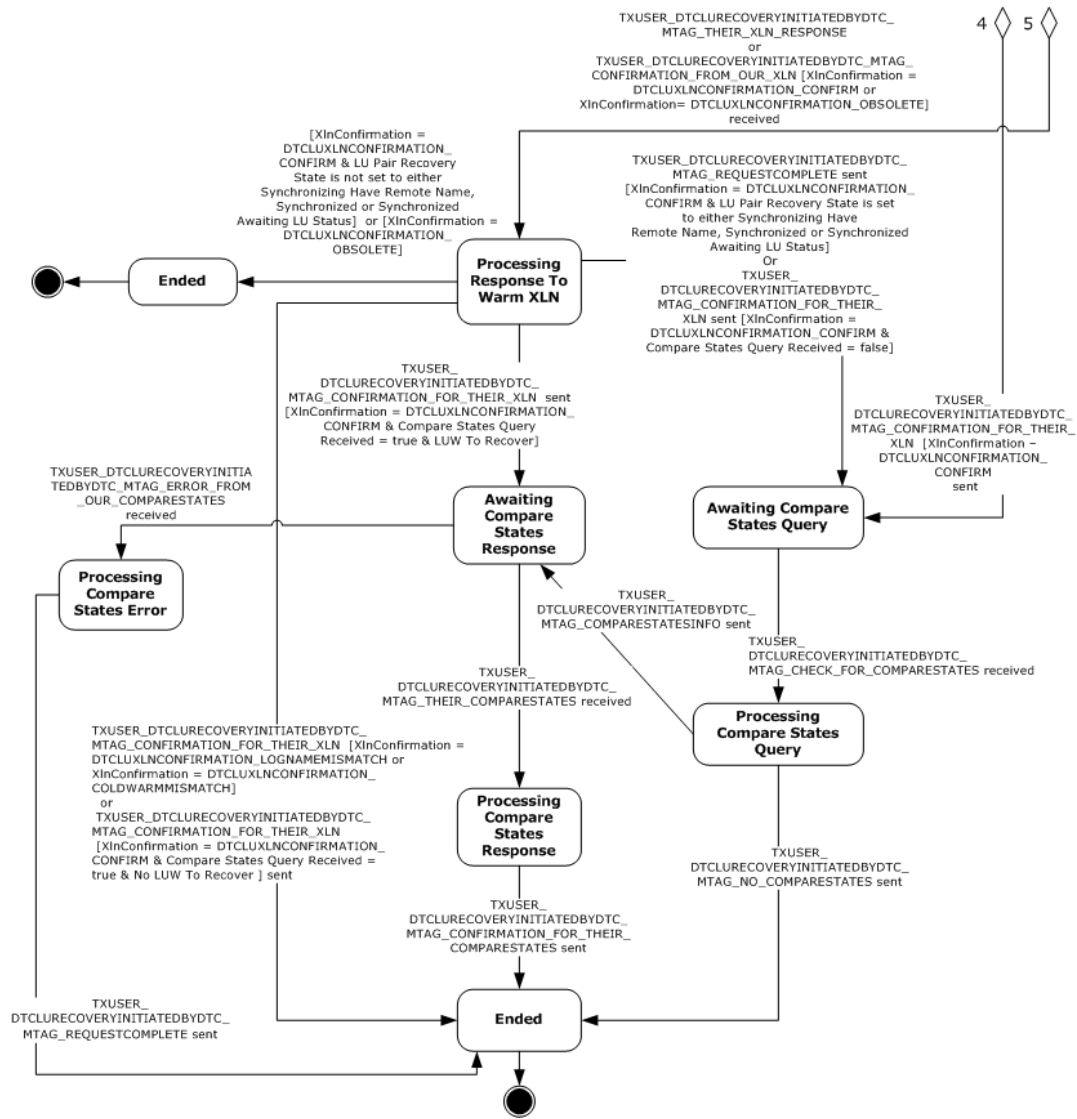 4
5
TXUSER_DTCLURECOVERYINITIATEDBYDTC_
MTAG_THEIR_XLN_RESPONSE
or
TXUSER_DTCLURECOVERYINITIATEDBYDTC_MTAG_
CONFIRMATION_FROM_OUR_XLN [XlnConfirmation =
DTCLUXLNCONFIRMATION_CONFIRM or
XlnConfirmation= DTCLUXLNCONFIRMATION_OBSOLETE]
received
[XlnConfirmation =
DTCLUXLNCONFIRMATION_
CONFIRM & LU Pair Recovery
State is not set to either
Synchronizing Have Remote Name,
Synchronized or Synchronized
Awaiting LU Status] or [XlnConfirmation =
DTCLUXLNCONFIRMATION_
OBSOLETE]
TXUSER_DTCLURECOVERYINITIATEDBYDTC_
MTAG_REQUESTCOMPLETE sent
[XlnConfirmation = DTCLUXLNCONFIRMATION_
CONFIRM & LU Pair Recovery State is set
to either Synchronizing Have
Remote Name, Synchronized or Synchronized
Awaiting LU Status]
Or
TXUSER_
DTCLURECOVERYINITIATEDBYDTC_
MTAG_CONFIRMATION_FOR_THEIR_
XLN sent [XlnConfirmation =
DTCLUXLNCONFIRMATION_CONFIRM &
Compare States Query Received = false]
Ended
Processing
Response To
Warm XLN
TXUSER_
DTCLURECOVERYINITIATEDBYDTC_
MTAG_CONFIRMATION_FOR_THEIR_XLN sent
[XlnConfirmation = DTCLUXLNCONFIRMATION_
CONFIRM & Compare States Query
Received = true & LUW To Recover]
TXUSER_
DTCLURECOVERYINITIATEDBYDTC_
MTAG_CONFIRMATION_FOR_THEIR_
XLN [XlnConfirmation –
DTCLUXLNCONFIRMATION_
CONFIRM
sent
TXUSER_DTCLURECOVERYINITIA
TEDBYDTC_MTAG_ERROR_FROM
_OUR_COMPARESTATES
received
Awaiting
Compare
States
Response
Awaiting Compare
States Query
Processing
Compare
States Error
TXUSER_
DTCLURECOVERYINITIATEDBYDTC_
MTAG_COMPARESTATESINFO sent
TXUSER_
DTCLURECOVERYINITIATEDBYDTC_
MTAG_CHECK_FOR_COMPARESTATES received
TXUSER_
DTCLURECOVERYINITIATEDBYDTC_
MTAG_THEIR_COMPARESTATES received
Processing
Compare States
Query
TXUSER_DTCLURECOVERYINITIATEDBYDTC_
MTAG_CONFIRMATION_FOR_THEIR_XLN [XlnConfirmation =
DTCLUXLNCONFIRMATION_LOGNAMEMISMATCH or
XlnConfirmation = DTCLUXLNCONFIRMATION_
COLDWARMMISMATCH]
or
TXUSER_DTCLURECOVERYINITIATEDBYDTC_
MTAG_CONFIRMATION_FOR_THEIR_XLN
[XlnConfirmation = DTCLUXLNCONFIRMATION_
CONFIRM & Compare States Query Received =
true & No LUW To Recover ] sent
Processing
Compare
States
Response
TXUSER_
DTCLURECOVERYINITIATEDBYDTC_
MTAG_NO_COMPARESTATES sent
TXUSER_
DTCLURECOVERYINITIATEDBYDTC_
MTAG_CONFIRMATION_FOR_THEIR_
COMPARESTATES sent
TXUSER_
DTCLURECOVERYINITIATEDBYDTC_
MTAG_REQUESTCOMPLETE sent
Ended